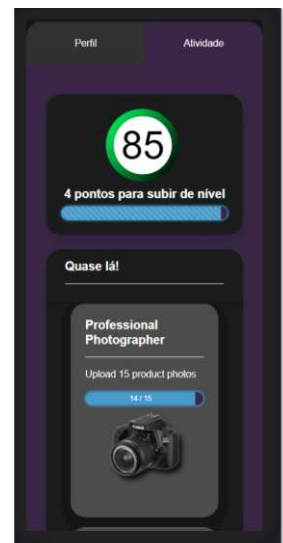 Perfil
Atividade
85
4 pontos para subir de nível
Quase lá!
Professional
Photographer
Upload 15 product photos
14 / 15
Canon